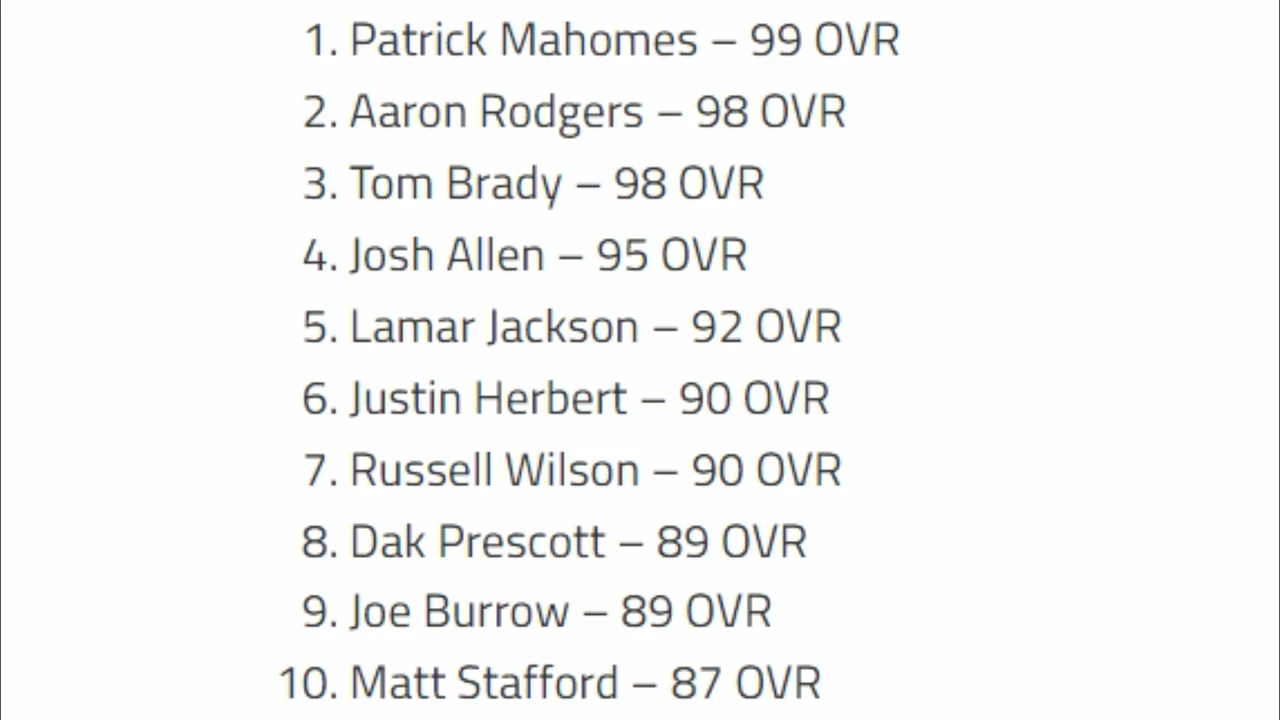 1. Patrick Mahomes – 99 OVR
2. Aaron Rodgers – 98 OVR
3. Tom Brady – 98 OVR
4. Josh Allen – 95 OVR
5. Lamar Jackson – 92 OVR
6. Justin Herbert – 90 OVR
7. Russell Wilson – 90 OVR
8. Dak Prescott – 89 OVR
9. Joe Burrow – 89 OVR
10. Matt Stafford – 87 OVR